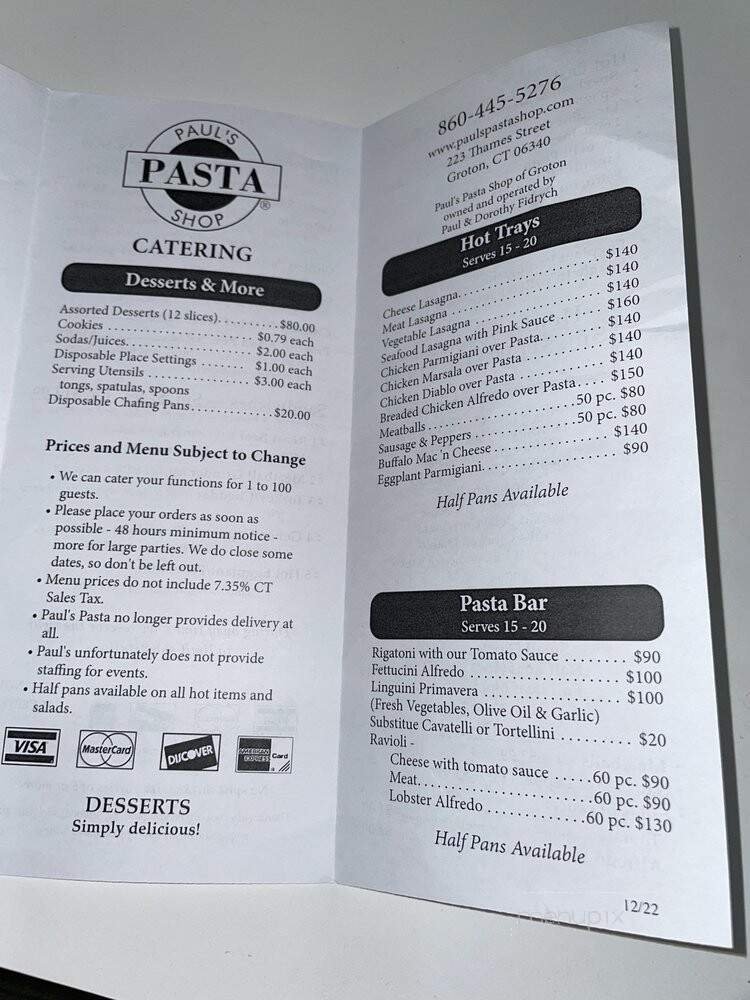 PAUL'S
PASTA
SHOP
®
CATERING
Desserts & More
Assorted Desserts (12 slices). . . . . . . . . . $80.00
Cookies . . . . . . . . . . . . . . . . . . . . . $0.79 each
Sodas/Juices. . . . . . . . . . . . . . . . . . $2.00 each
Disposable Place Settings . . . . . . . $1.00 each
Serving Utensils . . . . . . . . . . . . . . . $3.00 each
tongs, spatulas, spoons
Disposable Chafing Pans. . . . . . . . . . . . $20.00
Prices and Menu Subject to Change
• We can cater your functions for 1 to 100
guests.
• Please place your orders as soon as
possible - 48 hours minimum notice -
more for large parties. We do close some
dates, so don't be left out.
• Menu prices do not include 7.35% CT
Sales Tax.
• Paul's Pasta no longer provides delivery at
all.
• Paul's unfortunately does not provide
staffing for events.
• Half pans available on all hot items and
salads.
VISA
MasterCard
DISCOVER
AMERICAN EXPRESS Card
DESSERTS
Simply delicious!
860-445-5276
www.paulspastashop.com
223 Thames Street
Groton, CT 06340
Paul's Pasta Shop of Groton
owned and operated by
Paul & Dorothy Fidrych
Hot Trays
Serves 15 - 20
Cheese Lasagna. . . . . . . . . . . . . . . . . . . . . $140
Meat Lasagna . . . . . . . . . . . . . . . . . . . . . . $140
Vegetable Lasagna . . . . . . . . . . . . . . . . . . $140
Seafood Lasagna with Pink Sauce . . . . . . . $160
Chicken Parmigiani over Pasta. . . . . . . . . . $140
Chicken Marsala over Pasta . . . . . . . . . . . . $140
Chicken Diablo over Pasta . . . . . . . . . . . . . $140
Breaded Chicken Alfredo over Pasta. . . . $150
Meatballs . . . . . . . . . . . . . . . . . . . 50 pc. $80
Sausage & Peppers . . . . . . . . . . . . 50 pc. $80
Buffalo Mac 'n Cheese . . . . . . . . . . . . . . . $140
Eggplant Parmigiani. . . . . . . . . . . . . . . . . . $90
Half Pans Available
Pasta Bar
Serves 15 - 20
Rigatoni with our Tomato Sauce . . . . . . . . $90
Fettucini Alfredo . . . . . . . . . . . . . . . . . . . $100
Linguini Primavera . . . . . . . . . . . . . . . . . $100
(Fresh Vegetables, Olive Oil & Garlic)
Substitue Cavatelli or Tortellini . . . . . . . . . $20
Ravioli -
Cheese with tomato sauce . . . . . 60 pc. $90
Meat. . . . . . . . . . . . . . . . . . . . . . 60 pc. $90
Lobster Alfredo . . . . . . . . . . . . . 60 pc. $130
Half Pans Available
12/22